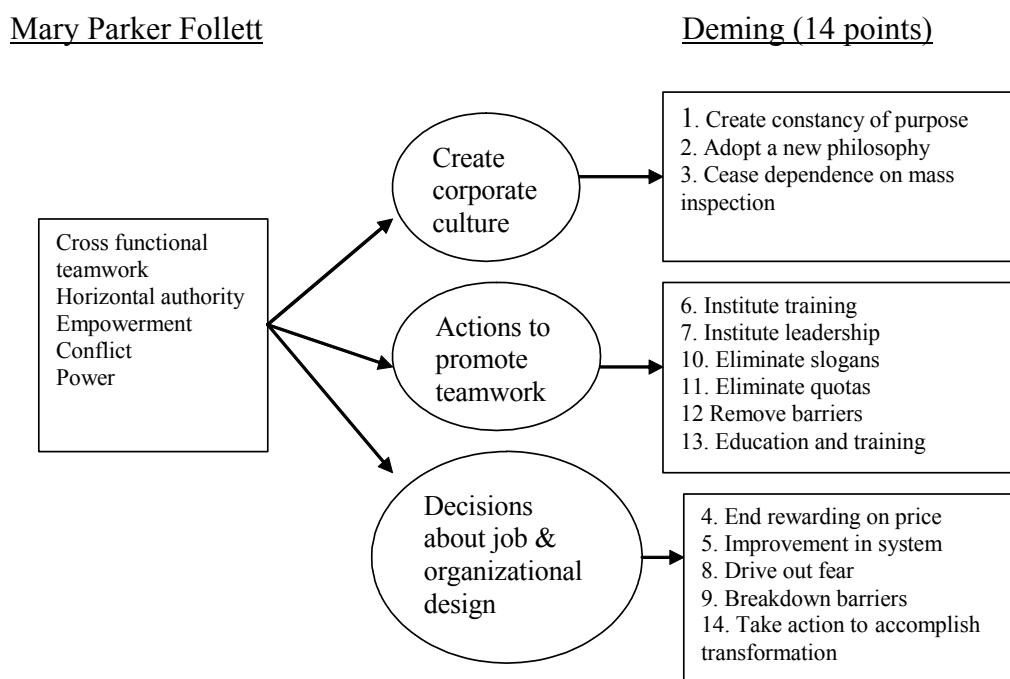 Mary Parker Follett
Deming (14 points)
Cross functional
teamwork
Horizontal authority
Empowerment
Conflict
Power
Create
corporate
culture
1. Create constancy of purpose
2. Adopt a new philosophy
3. Cease dependence on mass
inspection
Actions to
promote
teamwork
6. Institute training
7. Institute leadership
10. Eliminate slogans
11. Eliminate quotas
12 Remove barriers
13. Education and training
Decisions
about job &
organizational
design
4. End rewarding on price
5. Improvement in system
8. Drive out fear
9. Breakdown barriers
14. Take action to accomplish
transformation